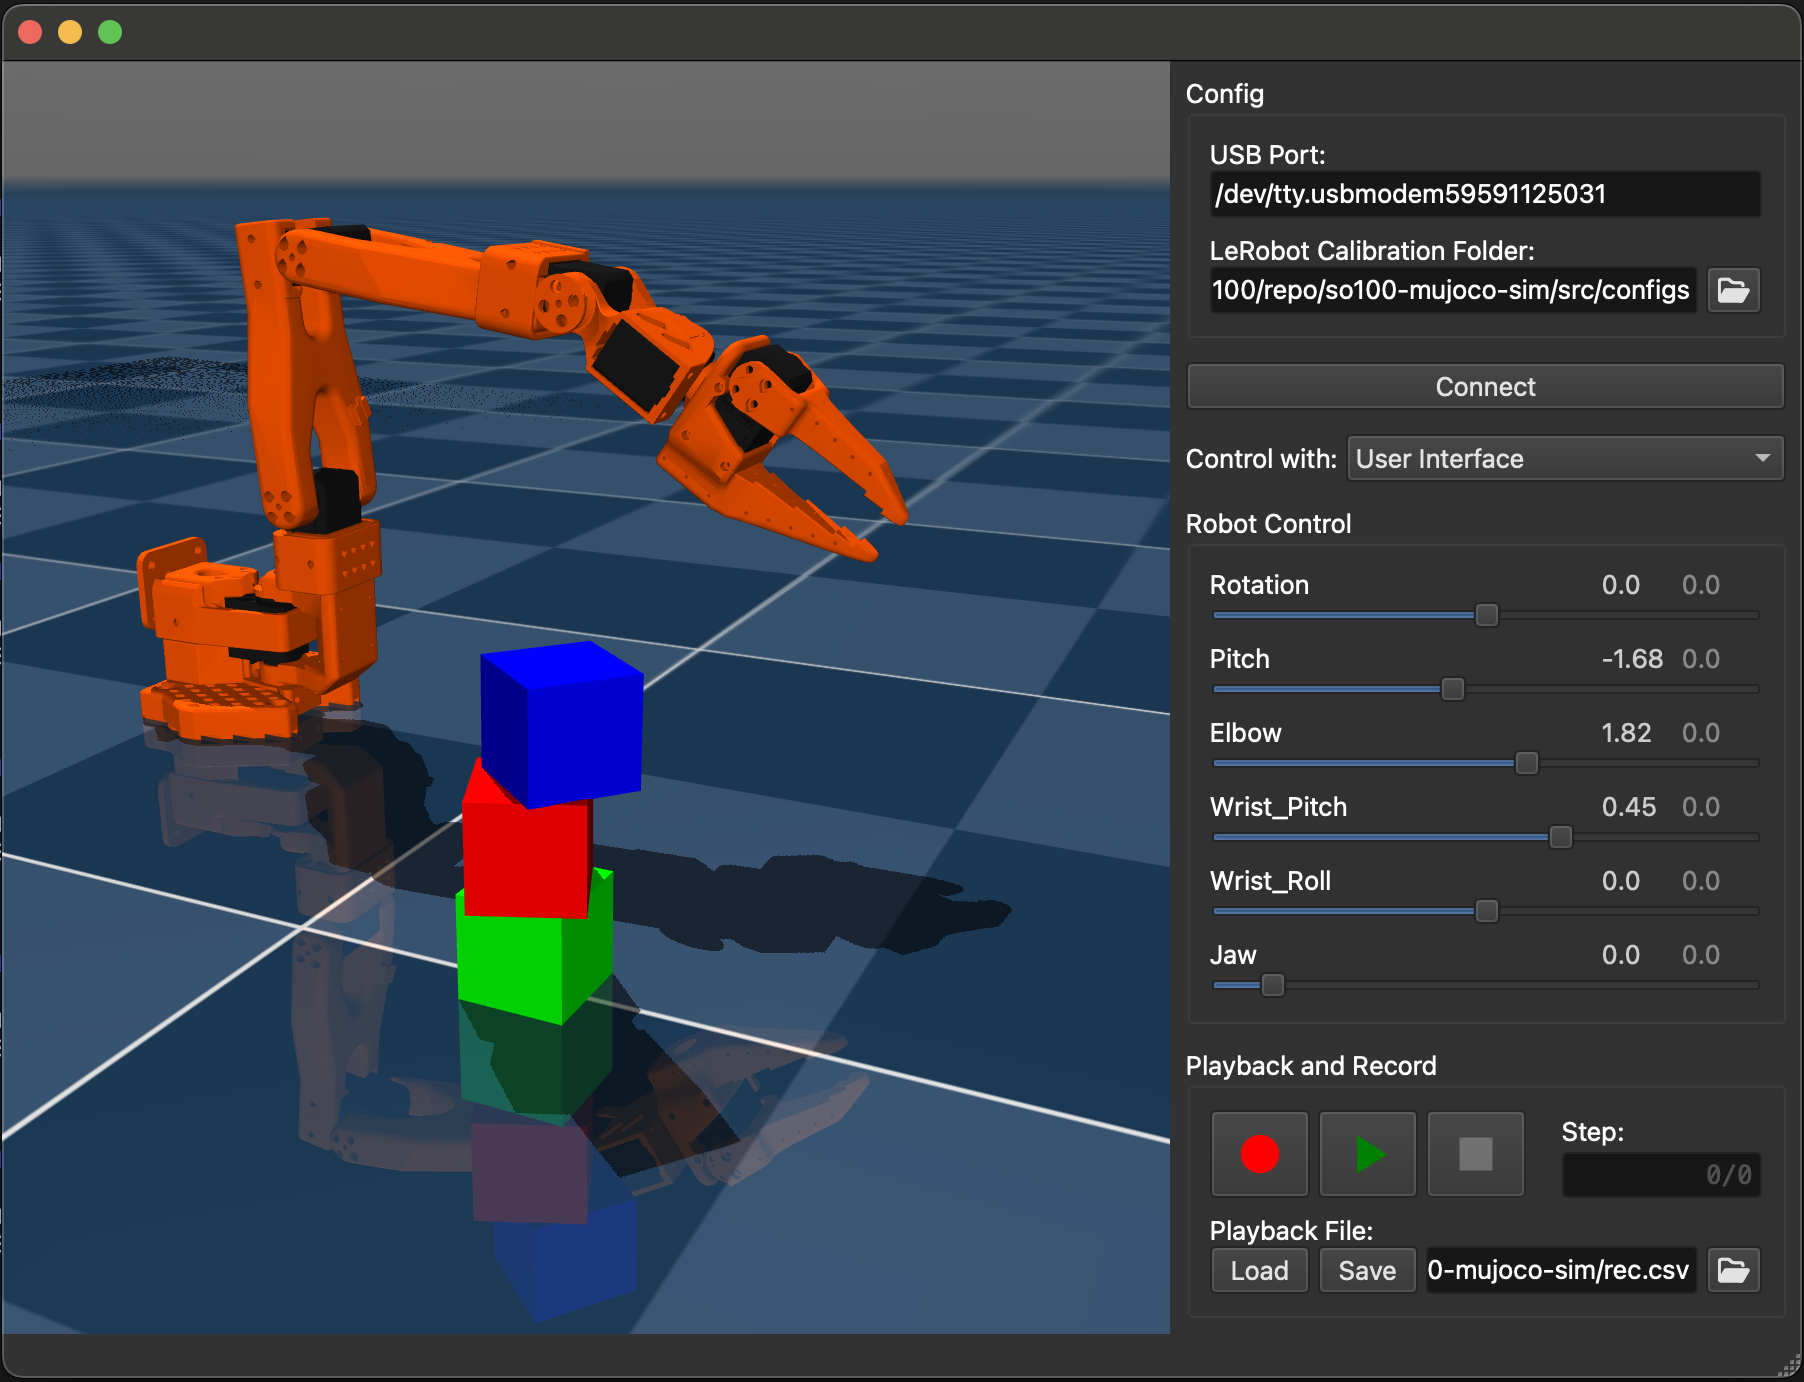 Config
USB Port:
/dev/tty.usbmodem59591125031
LeRobot Calibration Folder:
100/repo/so100-mujoco-sim/src/configs
Connect
Control with: User Interface
Robot Control
Rotation 0.0 0.0
Pitch -1.68 0.0
Elbow 1.82 0.0
Wrist_Pitch 0.45 0.0
Wrist_Roll 0.0 0.0
Jaw 0.0 0.0
Playback and Record
Step:
0/0
Playback File:
Load Save 0-mujoco-sim/rec.csv